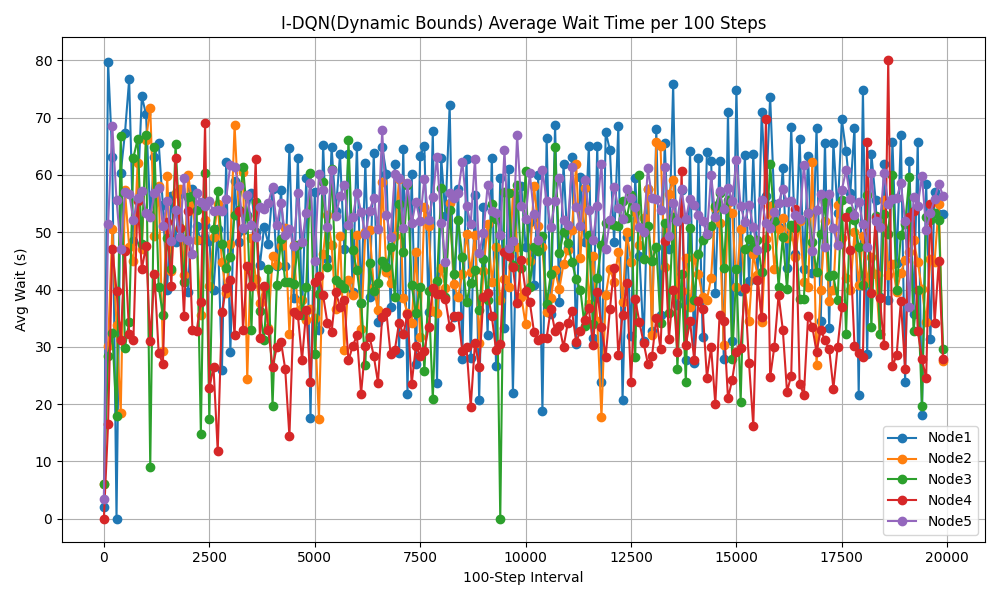 I-DQN(Dynamic Bounds) Average Wait Time per 100 Steps
Avg Wait (s)
80
70
60
50
40
30
20
10
0
0 2500 5000 7500 10000 12500 15000 17500 20000
100-Step Interval
Node1
Node2
Node3
Node4
Node5